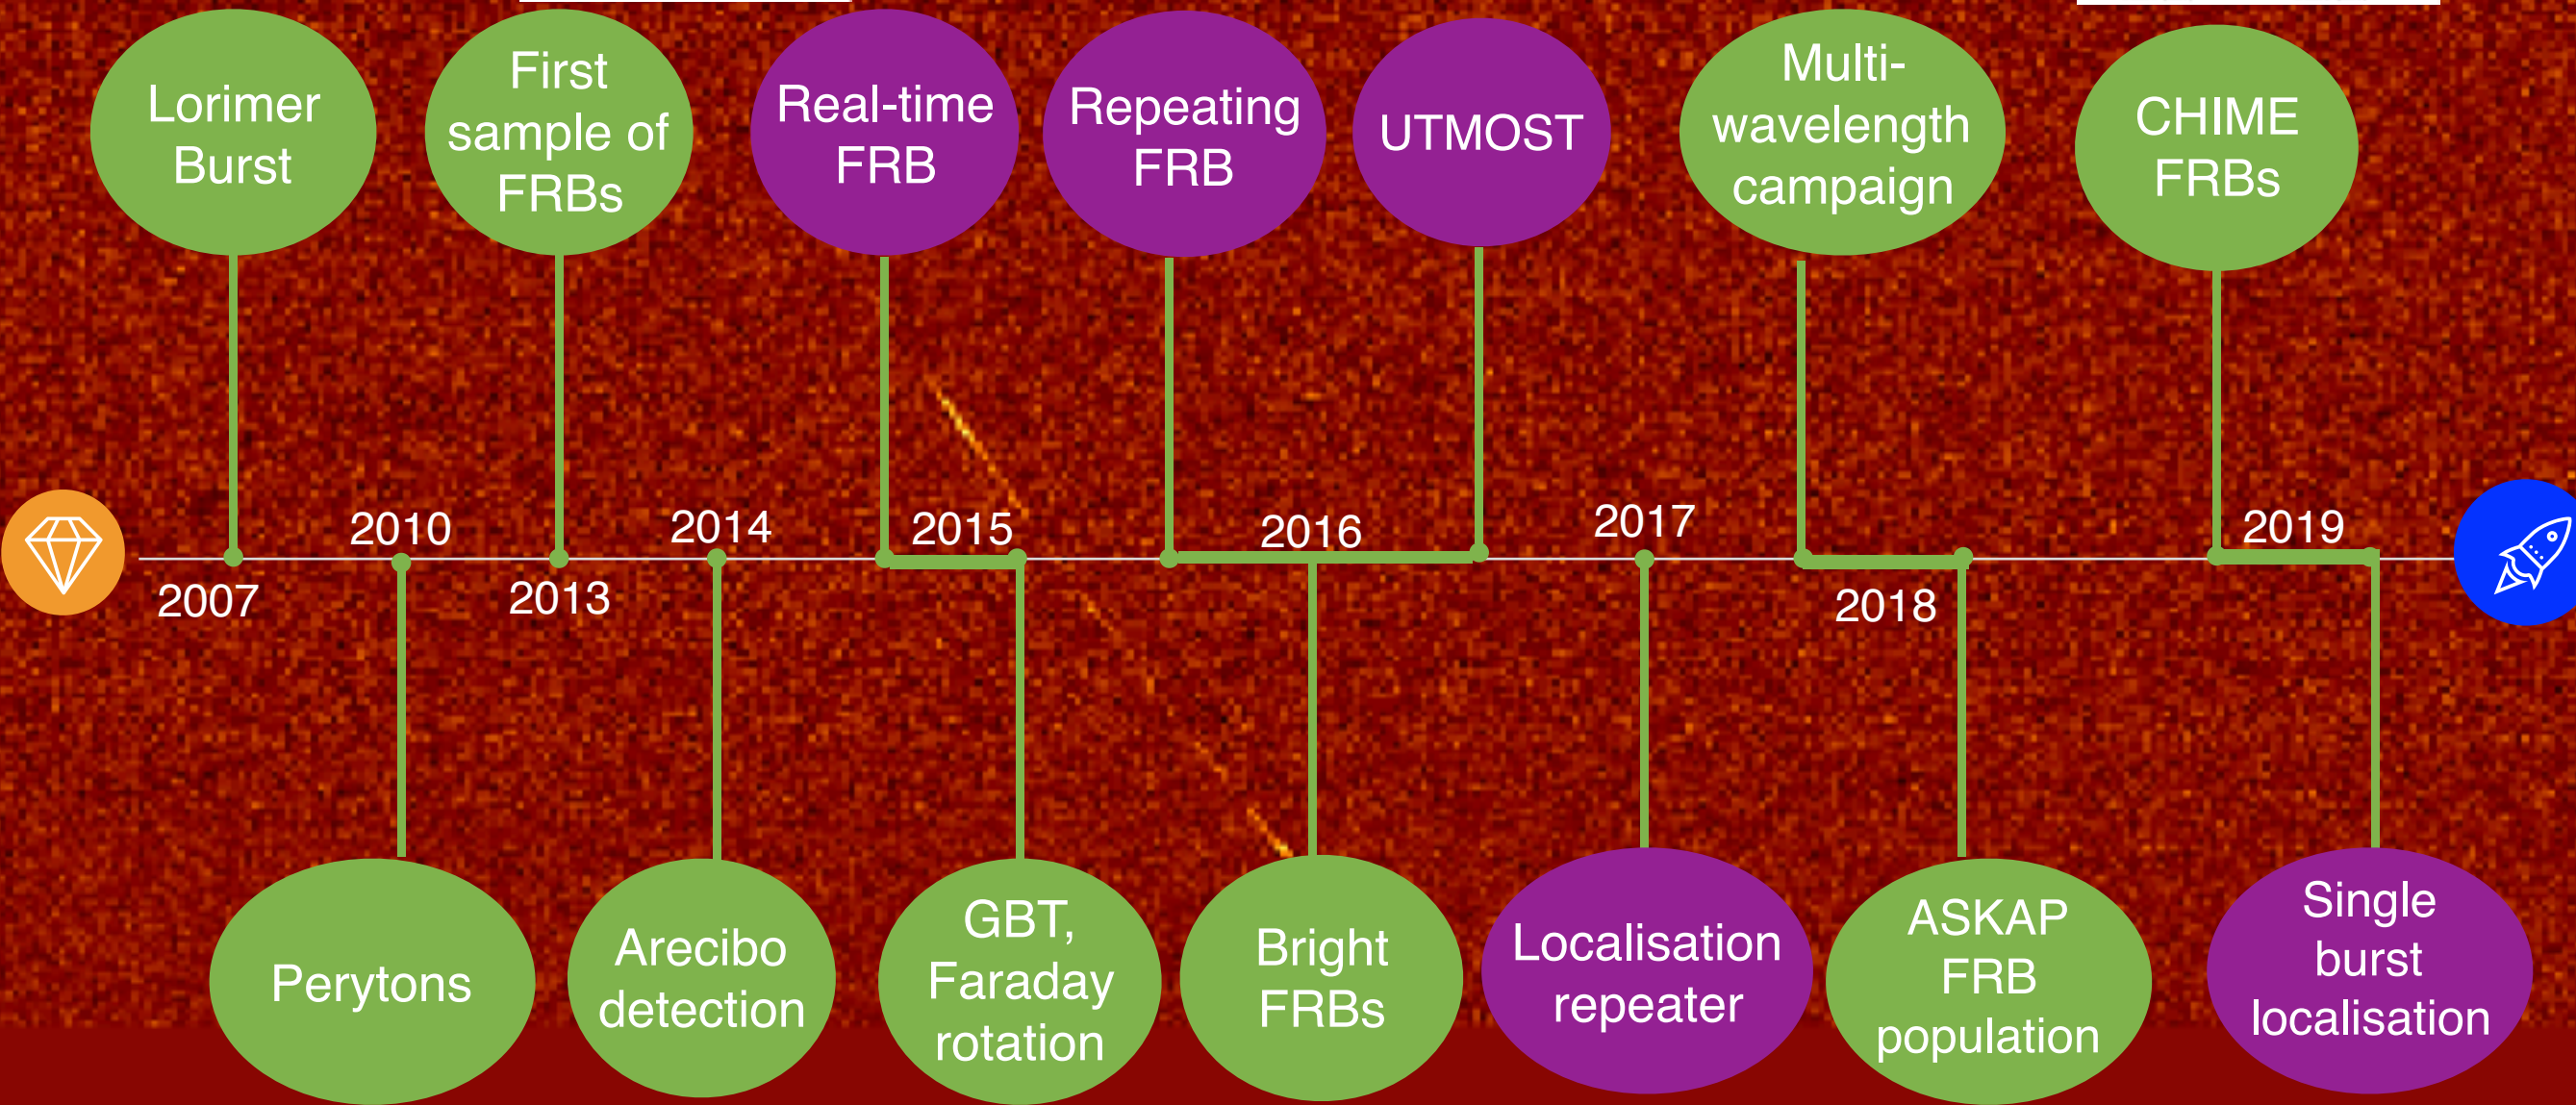 Lorimer
Burst
First
sample of
FRBs
Real-time
FRB
Repeating
FRB
UTMOST
Multi-
wavelength
campaign
CHIME
FRBs
2007
2010
2013
2014
2015
2016
2017
2018
2019
Perytons
Arecibo
detection
GBT,
Faraday
rotation
Bright
FRBs
Localisation
repeater
ASKAP
FRB
population
Single
burst
localisation